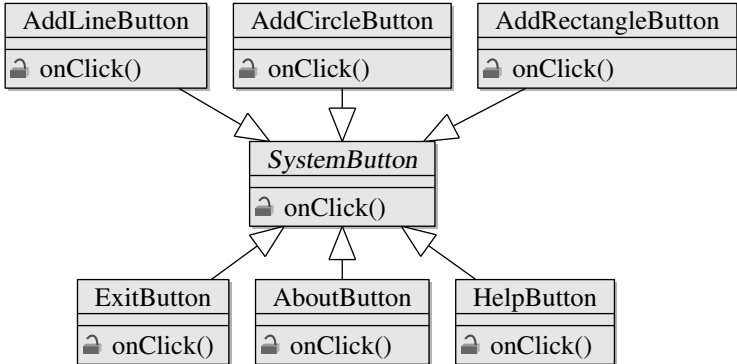 AddLineButton
onClick()
AddCircleButton
onClick()
AddRectangleButton
onClick()
SystemButton
onClick()
ExitButton
onClick()
AboutButton
onClick()
HelpButton
onClick()